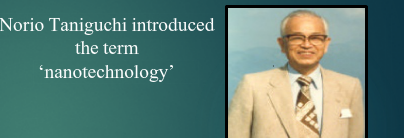 Norio Taniguchi introduced
the term
‘nanotechnology’